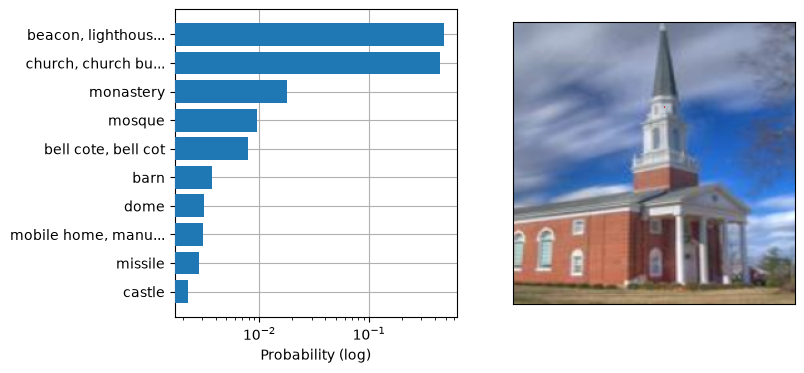 beacon, lighthous...
church, church bu...
monastery
mosque
bell cote, bell cot
barn
dome
mobile home, manu...
missile
castle
10⁻² 10⁻¹
Probability (log)